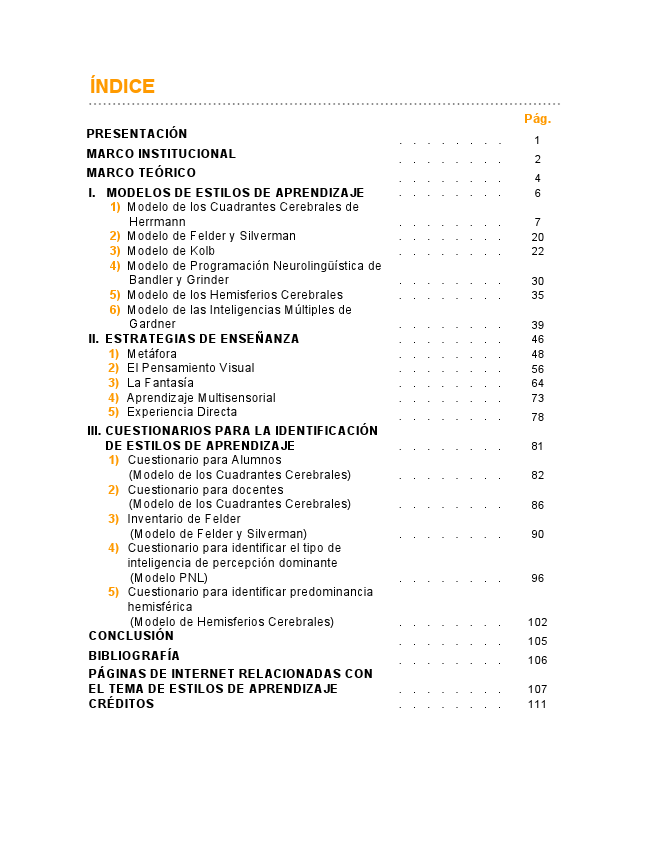 ÍNDICE
Pág.
PRESENTACIÓN . . . . . . . . 1
MARCO INSTITUCIONAL . . . . . . . . 2
MARCO TEÓRICO . . . . . . . . 4
I. MODELOS DE ESTILOS DE APRENDIZAJE . . . . . . . . 6
1) Modelo de los Cuadrantes Cerebrales de
Herrmann . . . . . . . . 7
2) Modelo de Felder y Silverman . . . . . . . . 20
3) Modelo de Kolb . . . . . . . . 22
4) Modelo de Programación Neurolingüística de
Bandler y Grinder . . . . . . . . 30
5) Modelo de los Hemisferios Cerebrales . . . . . . . . 35
6) Modelo de las Inteligencias Múltiples de
Gardner . . . . . . . . 39
II. ESTRATEGIAS DE ENSEÑANZA . . . . . . . . 46
1) Metáfora . . . . . . . . 48
2) El Pensamiento Visual . . . . . . . . 56
3) La Fantasía . . . . . . . . 64
4) Aprendizaje Multisensorial . . . . . . . . 73
5) Experiencia Directa . . . . . . . . 78
III. CUESTIONARIOS PARA LA IDENTIFICACIÓN
DE ESTILOS DE APRENDIZAJE . . . . . . . . 81
1) Cuestionario para Alumnos
(Modelo de los Cuadrantes Cerebrales) . . . . . . . . 82
2) Cuestionario para docentes
(Modelo de los Cuadrantes Cerebrales) . . . . . . . . 86
3) Inventario de Felder
(Modelo de Felder y Silverman) . . . . . . . . 90
4) Cuestionario para identificar el tipo de
inteligencia de percepción dominante
(Modelo PNL) . . . . . . . . 96
5) Cuestionario para identificar predominancia
hemisférica
(Modelo de Hemisferios Cerebrales) . . . . . . . . 102
CONCLUSIÓN . . . . . . . . 105
BIBLIOGRAFÍA . . . . . . . . 106
PÁGINAS DE INTERNET RELACIONADAS CON
EL TEMA DE ESTILOS DE APRENDIZAJE . . . . . . . . 107
CRÉDITOS . . . . . . . . 111